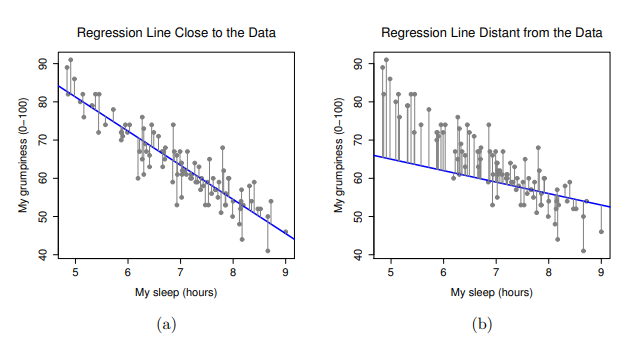 Regression Line Close to the Data
Regression Line Distant from the Data
My grumpiness (0–100)
90
80
70
60
50
40
5
6
7
8
9
My sleep (hours)
My grumpiness (0–100)
90
80
70
60
50
40
5
6
7
8
9
My sleep (hours)
(a)
(b)